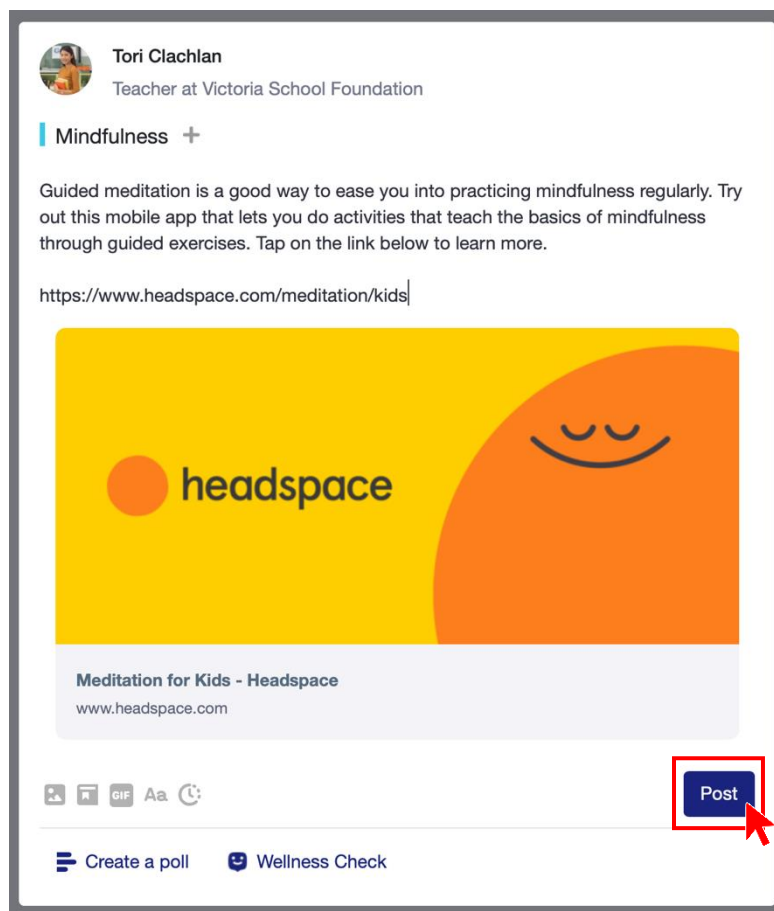 Tori Clachlan
Teacher at Victoria School Foundation
Mindfulness +
Guided meditation is a good way to ease you into practicing mindfulness regularly. Try
out this mobile app that lets you do activities that teach the basics of mindfulness
through guided exercises. Tap on the link below to learn more.
https://www.headspace.com/meditation/kids
headspace
Meditation for Kids - Headspace
www.headspace.com
GIF Aa
Post
Create a poll Wellness Check